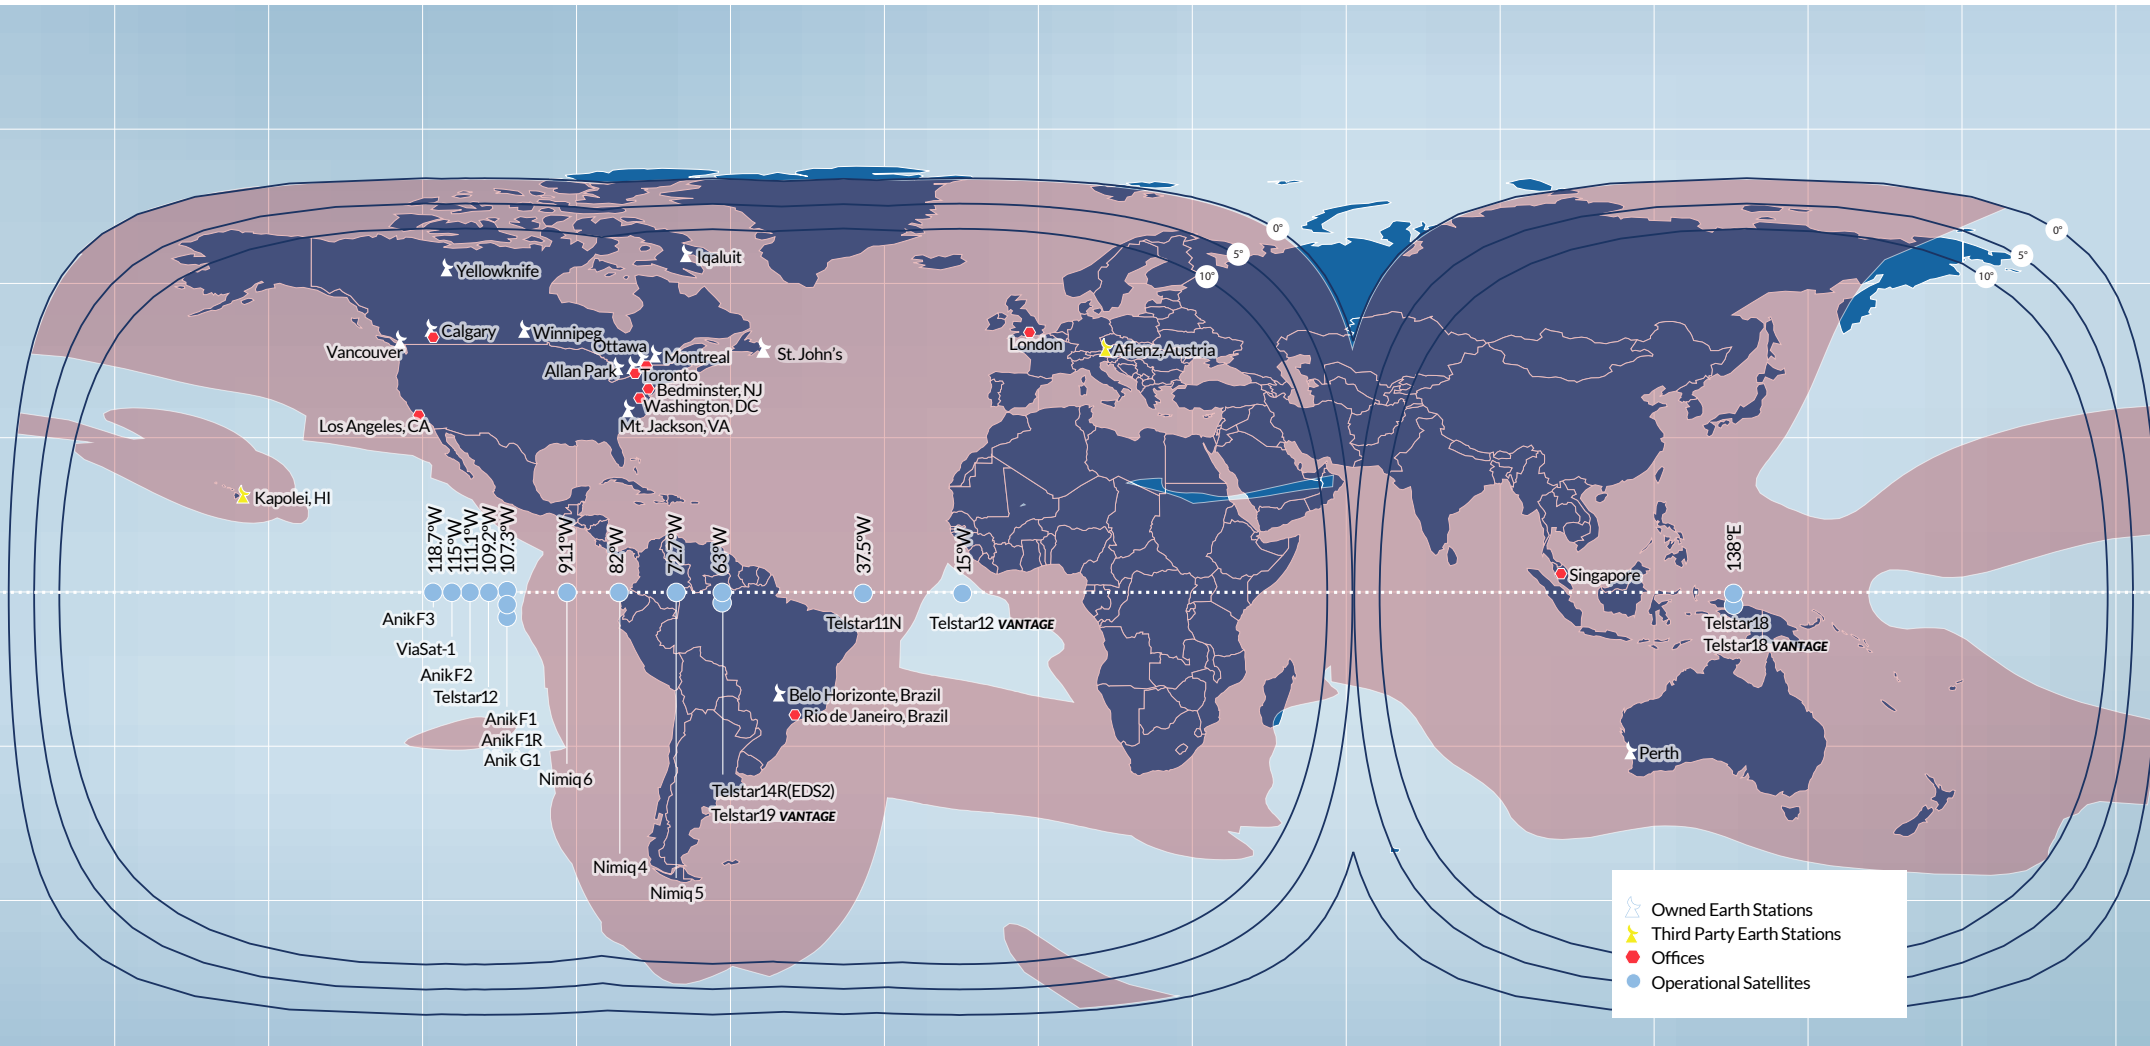 0°
0°
5°
5°
10°
10°
Iqaluit
Yellowknife
Calgary
Winnipeg
Vancouver
Ottawa
Montreal
St. John's
London
Aflenz, Austria
Allan Park
Toronto
Bedminster, NJ
Washington, DC
Los Angeles, CA
Mt. Jackson, VA
Kapolei, HI
118.7°W
115°W
111.1°W
109.2°W
107.3°W
91.1°W
82°W
72.7°W
63°W
37.5°W
15°W
138°E
Singapore
Anik F3
Telstar 11N
Telstar 12 VANTAGE
Telstar 18
Telstar 18 VANTAGE
ViaSat-1
Anik F2
Telstar 12
Belo Horizonte, Brazil
Rio de Janeiro, Brazil
Anik F1
Anik F1R
Anik G1
Perth
Nimiq 6
Telstar 14R (EDS2)
Telstar 19 VANTAGE
Nimiq 4
Nimiq 5
Owned Earth Stations
Third Party Earth Stations
Offices
Operational Satellites